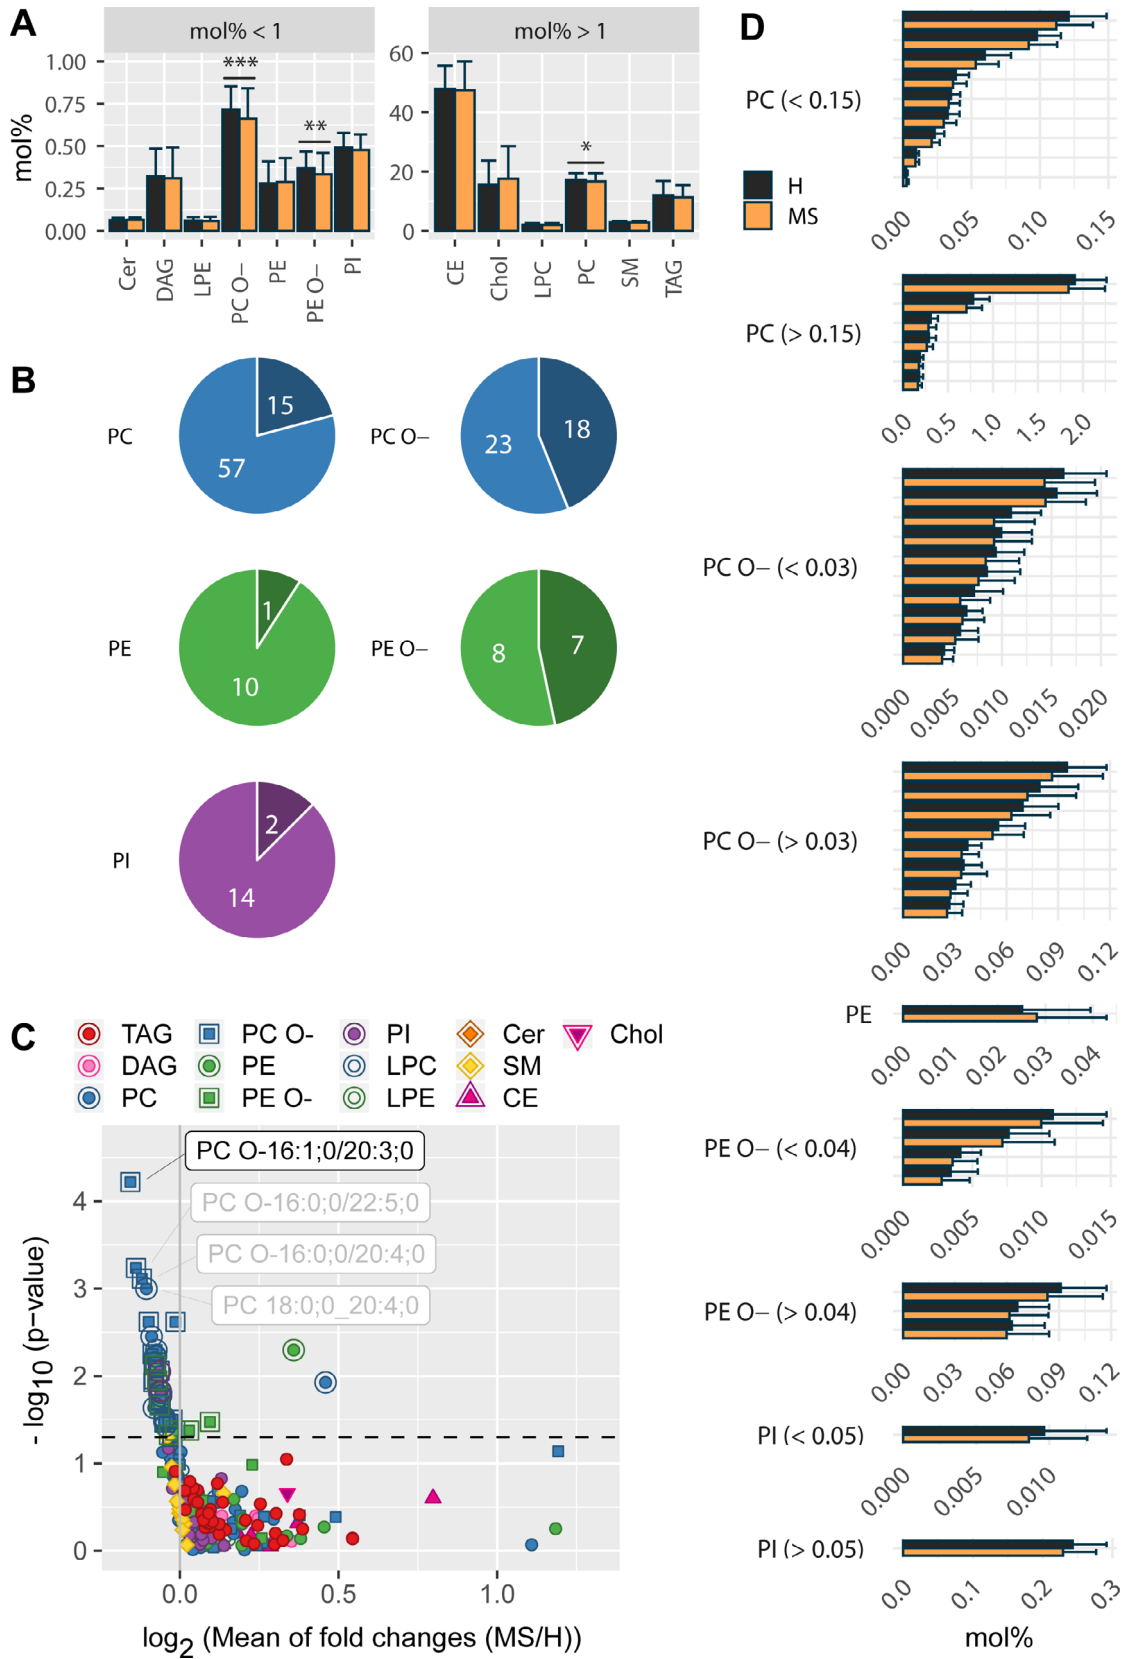 A
mol% < 1
mol% > 1
mol%
1.00
0.75
0.50
0.25
0.00
***
**
Cer
DAG
LPE
PC O–
PE
PE O–
PI
60
40
20
0
*
CE
Chol
LPC
PC
SM
TAG
B
PC
15
57
PC O–
18
23
PE
1
10
PE O–
7
8
PI
2
14
C
TAG
PC O-
PI
Cer
Chol
DAG
PE
LPC
SM
PC
PE O-
LPE
CE
PC O-16:1;0/20:3;0
PC O-16:0;0/22:5;0
PC O-16:0;0/20:4;0
PC 18:0;0_20:4;0
- log10 (p–value)
4
3
2
1
0
0.0
0.5
1.0
log2 (Mean of fold changes (MS/H))
D
H
MS
PC (< 0.15)
0.00
0.05
0.10
0.15
PC (> 0.15)
0.0
0.5
1.0
2.0
PC O– (< 0.03)
0.000
0.005
0.010
0.015
0.020
PC O– (> 0.03)
0.00
0.03
0.06
0.09
0.12
PE
0.00
0.01
0.02
0.03
0.04
PE O– (< 0.04)
0.000
0.005
0.010
0.015
PE O– (> 0.04)
0.00
0.03
0.06
0.09
0.12
PI (< 0.05)
0.000
0.005
0.010
PI (> 0.05)
0.0
0.1
0.2
0.3
mol%